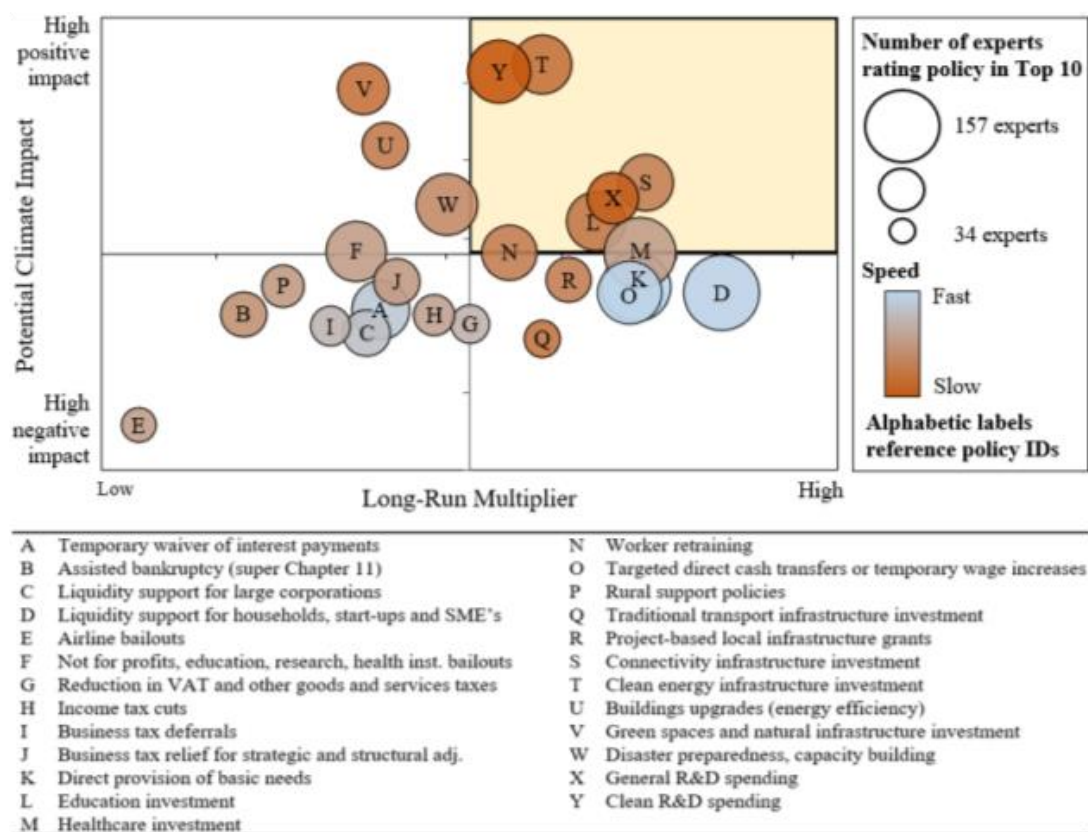 High
positive
impact
Potential Climate Impact
High
negative
impact
Y
T
V
U
W
S
X
L
F
N
M
J
R
K
O
D
P
B
A
I
C
H
G
Q
E
Low
Long-Run Multiplier
High
Number of experts
rating policy in Top 10
157 experts
34 experts
Speed
Fast
Slow
Alphabetic labels
reference policy IDs
A Temporary waiver of interest payments
B Assisted bankruptcy (super Chapter 11)
C Liquidity support for large corporations
D Liquidity support for households, start-ups and SME's
E Airline bailouts
F Not for profits, education, research, health inst. bailouts
G Reduction in VAT and other goods and services taxes
H Income tax cuts
I Business tax deferrals
J Business tax relief for strategic and structural adj.
K Direct provision of basic needs
L Education investment
M Healthcare investment
N Worker retraining
O Targeted direct cash transfers or temporary wage increases
P Rural support policies
Q Traditional transport infrastructure investment
R Project-based local infrastructure grants
S Connectivity infrastructure investment
T Clean energy infrastructure investment
U Buildings upgrades (energy efficiency)
V Green spaces and natural infrastructure investment
W Disaster preparedness, capacity building
X General R&D spending
Y Clean R&D spending